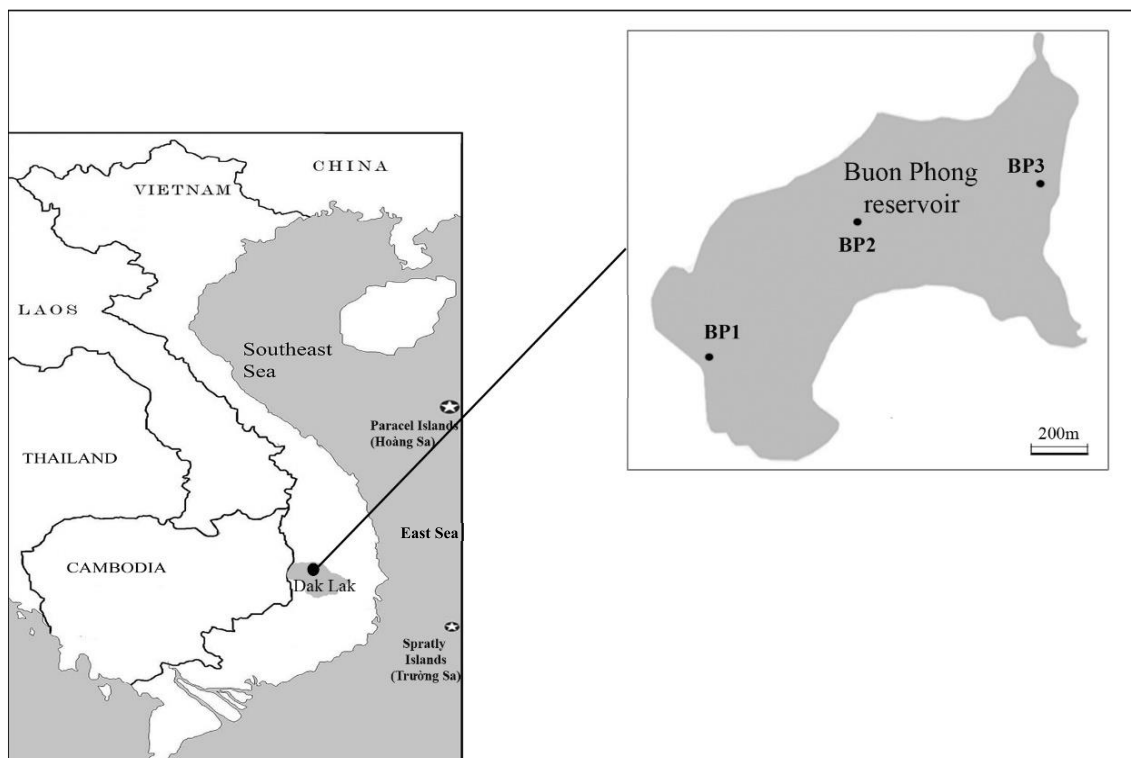 CHINA
VIETNAM
LAOS
Southeast
Sea
Paracel Islands
(Hoàng Sa)
THAILAND
East Sea
CAMBODIA
Dak Lak
Spratly
Islands
(Trường Sa)
Buon Phong
reservoir
BP3
BP2
BP1
200m